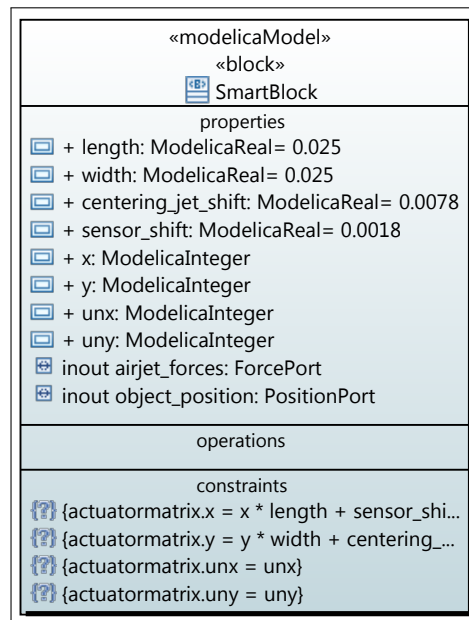 «modelicaModel»
«block»
SmartBlock
properties
+ length: ModelicaReal= 0.025
+ width: ModelicaReal= 0.025
+ centering_jet_shift: ModelicaReal= 0.0078
+ sensor_shift: ModelicaReal= 0.0018
+ x: ModelicaInteger
+ y: ModelicaInteger
+ unx: ModelicaInteger
+ uny: ModelicaInteger
inout airjet_forces: ForcePort
inout object_position: PositionPort
operations
constraints
{actuatormatrix.x = x * length + sensor_shi...
{actuatormatrix.y = y * width + centering_...
{actuatormatrix.unx = unx}
{actuatormatrix.uny = uny}